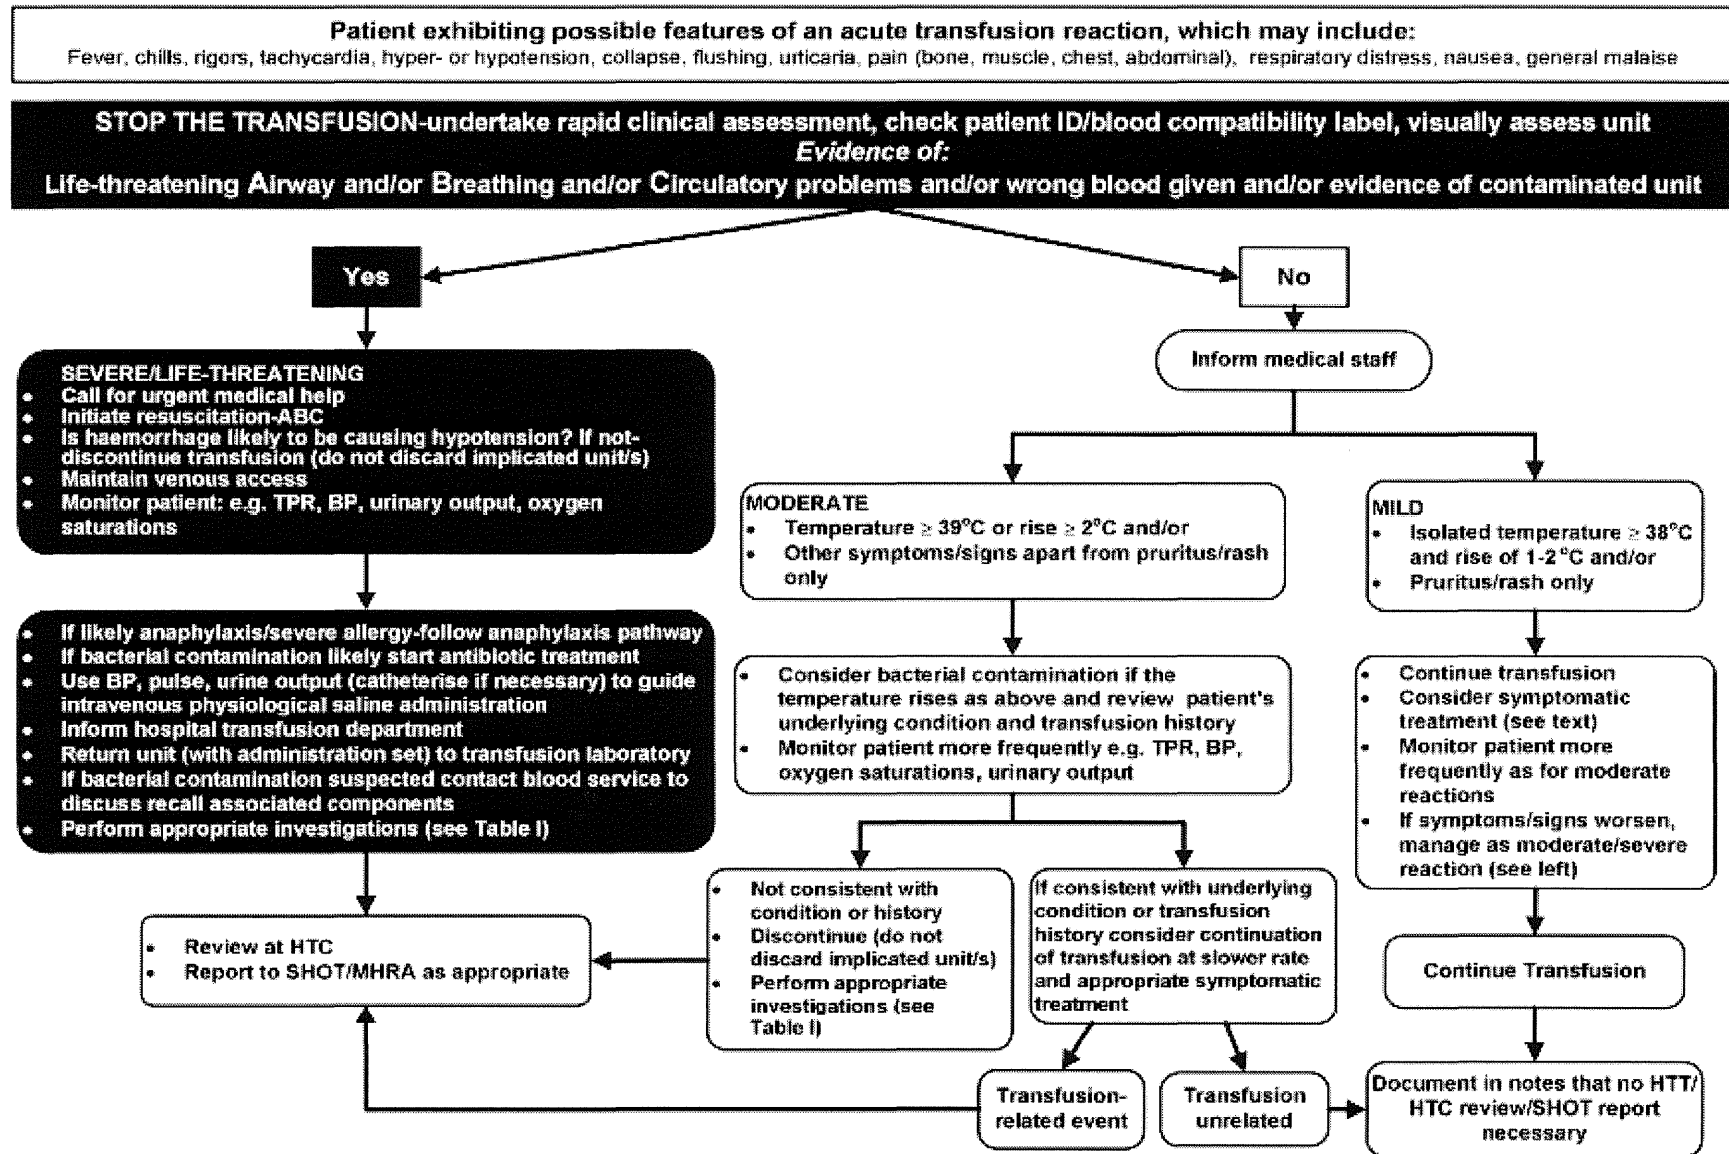 Patient exhibiting possible features of an acute transfusion reaction, which may include:
Fever, chills, rigors, tachycardia, hyper- or hypotension, collapse, flushing, urticaria, pain (bone, muscle, chest, abdominal), respiratory distress, nausea, general malaise
STOP THE TRANSFUSION-undertake rapid clinical assessment, check patient ID/blood compatibility label, visually assess unit
Evidence of:
Life-threatening Airway and/or Breathing and/or Circulatory problems and/or wrong blood given and/or evidence of contaminated unit
Yes
No
SEVERE/LIFE-THREATENING
• Call for urgent medical help
• Initiate resuscitation-ABC
• Is haemorrhage likely to be causing hypotension? If not-
discontinue transfusion (do not discard implicated unit/s)
• Maintain venous access
• Monitor patient: e.g. TPR, BP, urinary output, oxygen
saturations
• If likely anaphylaxis/severe allergy-follow anaphylaxis pathway
• If bacterial contamination likely start antibiotic treatment
• Use BP, pulse, urine output (catheterise if necessary) to guide
intravenous physiological saline administration
• Inform hospital transfusion department
• Return unit (with administration set) to transfusion laboratory
• If bacterial contamination suspected contact blood service to
discuss recall associated components
• Perform appropriate investigations (see Table I)
• Review at HTC
• Report to SHOT/MHRA as appropriate
Inform medical staff
MODERATE
• Temperature ≥ 39°C or rise ≥ 2°C and/or
• Other symptoms/signs apart from pruritus/rash
only
• Consider bacterial contamination if the
temperature rises as above and review patient's
underlying condition and transfusion history
• Monitor patient more frequently e.g. TPR, BP,
oxygen saturations, urinary output
• Not consistent with
condition or history
• Discontinue (do not
discard implicated unit/s)
• Perform appropriate
investigations (see
Table I)
If consistent with underlying
condition or transfusion
history consider continuation
of transfusion at slower rate
and appropriate symptomatic
treatment
Transfusion-
related event
Transfusion
unrelated
MILD
• Isolated temperature ≥ 38°C
and rise of 1-2°C and/or
• Pruritus/rash only
• Continue transfusion
• Consider symptomatic
treatment (see text)
• Monitor patient more
frequently as for moderate
reactions
• If symptoms/signs worsen,
manage as moderate/severe
reaction (see left)
Continue Transfusion
Document in notes that no HTT/
HTC review/SHOT report
necessary